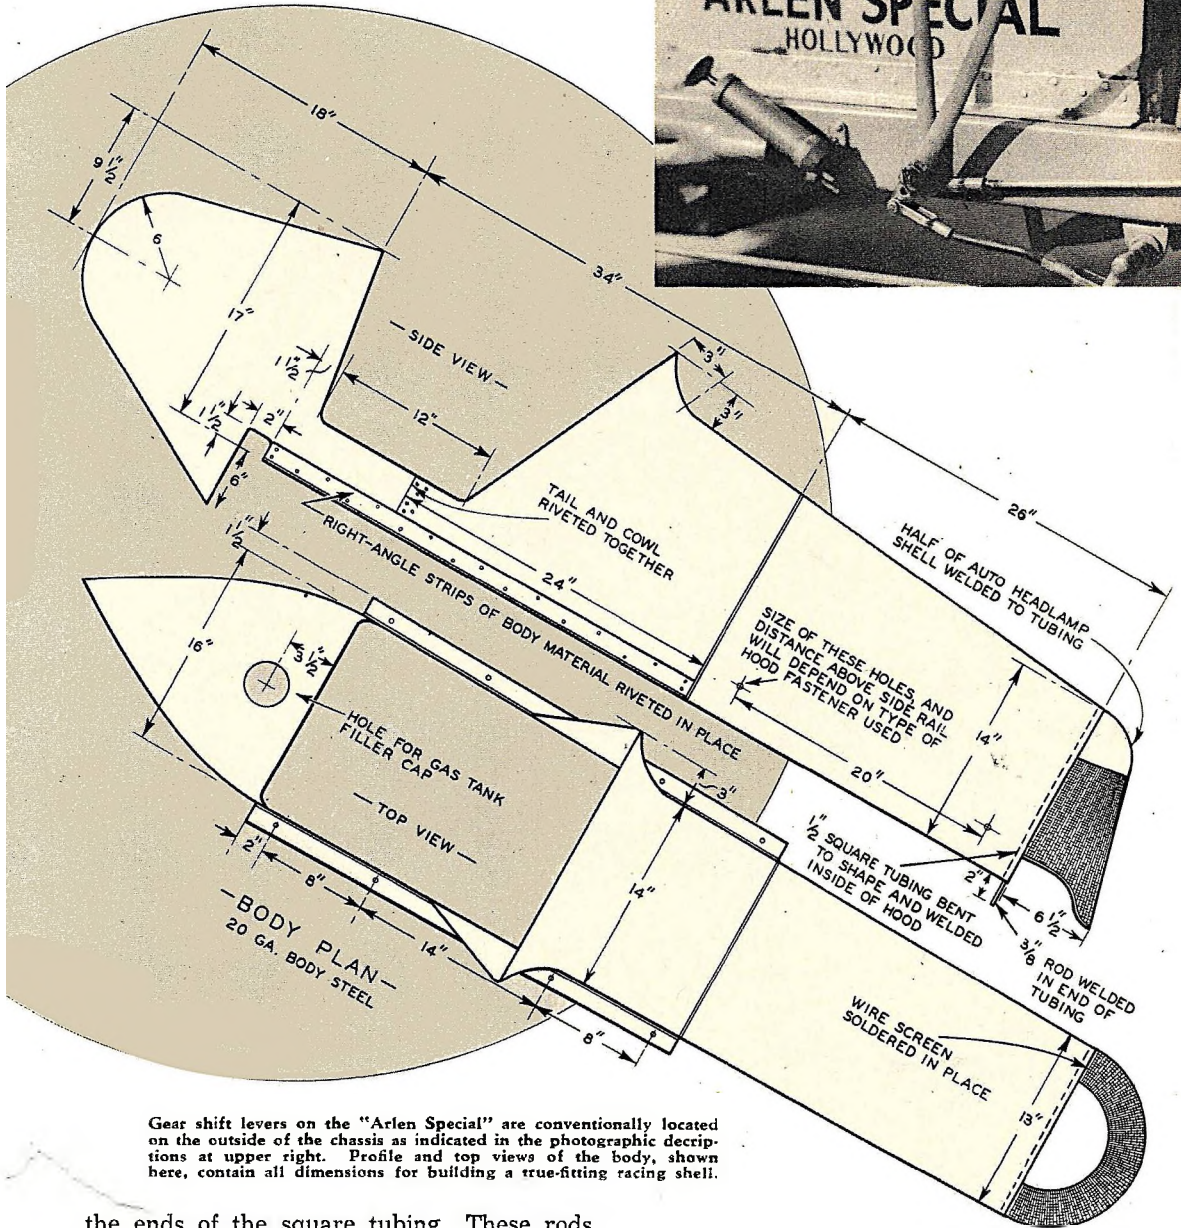 ARLEN SPECIAL
HOLLYWOOD
18"
9 1/2"
6
34"
17"
— SIDE VIEW —
1 1/2"
12"
3"
3"
1 1/2"
2"
6"
26"
TAIL AND COWL
RIVETED TOGETHER
HALF OF AUTO HEADLAMP
SHELL WELDED TO TUBING
RIGHT-ANGLE STRIPS OF BODY MATERIAL RIVETED IN PLACE
24"
1 1/2"
SIZE OF THESE HOLES, AND
DISTANCE ABOVE SIDE RAIL
WILL DEPEND ON TYPE OF
HOOD FASTENER USED
14"
20"
16"
3 1/2"
HOLE FOR GAS TANK
FILLER CAP
— TOP VIEW —
3"
1/2" SQUARE TUBING BENT
TO SHAPE AND WELDED
INSIDE OF HOOD
2"
6 1/2"
3/8" ROD WELDED
IN END OF
TUBING
2"
8"
14"
14"
— BODY PLAN —
20 GA. BODY STEEL
8"
WIRE SCREEN
SOLDERED IN PLACE
13"
Gear shift levers on the "Arlen Special" are conventionally located
on the outside of the chassis as indicated in the photographic decrip-
tions at upper right. Profile and top views of the body, shown
here, contain all dimensions for building a true-fitting racing shell.
the ends of the square tubing. These rods